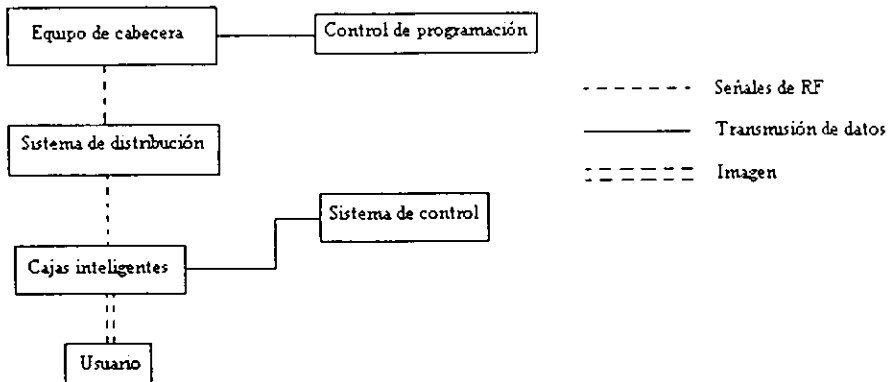 Equipo de cabecera
Control de programación
Señales de RF
Sistema de distribución
Transmisión de datos
Imagen
Sistema de control
Cajas inteligentes
Usuario